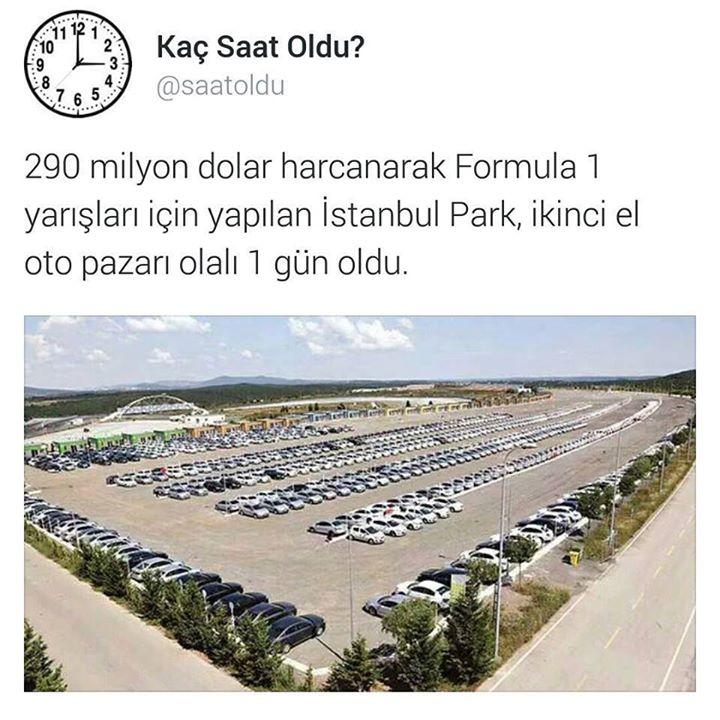 Kaç Saat Oldu?
@saatoldu
290 milyon dolar harcanarak Formula 1
yarışları için yapılan İstanbul Park, ikinci el
oto pazarı olalı 1 gün oldu.
11 12 1
10 2
9 3
8 4
7 6 5